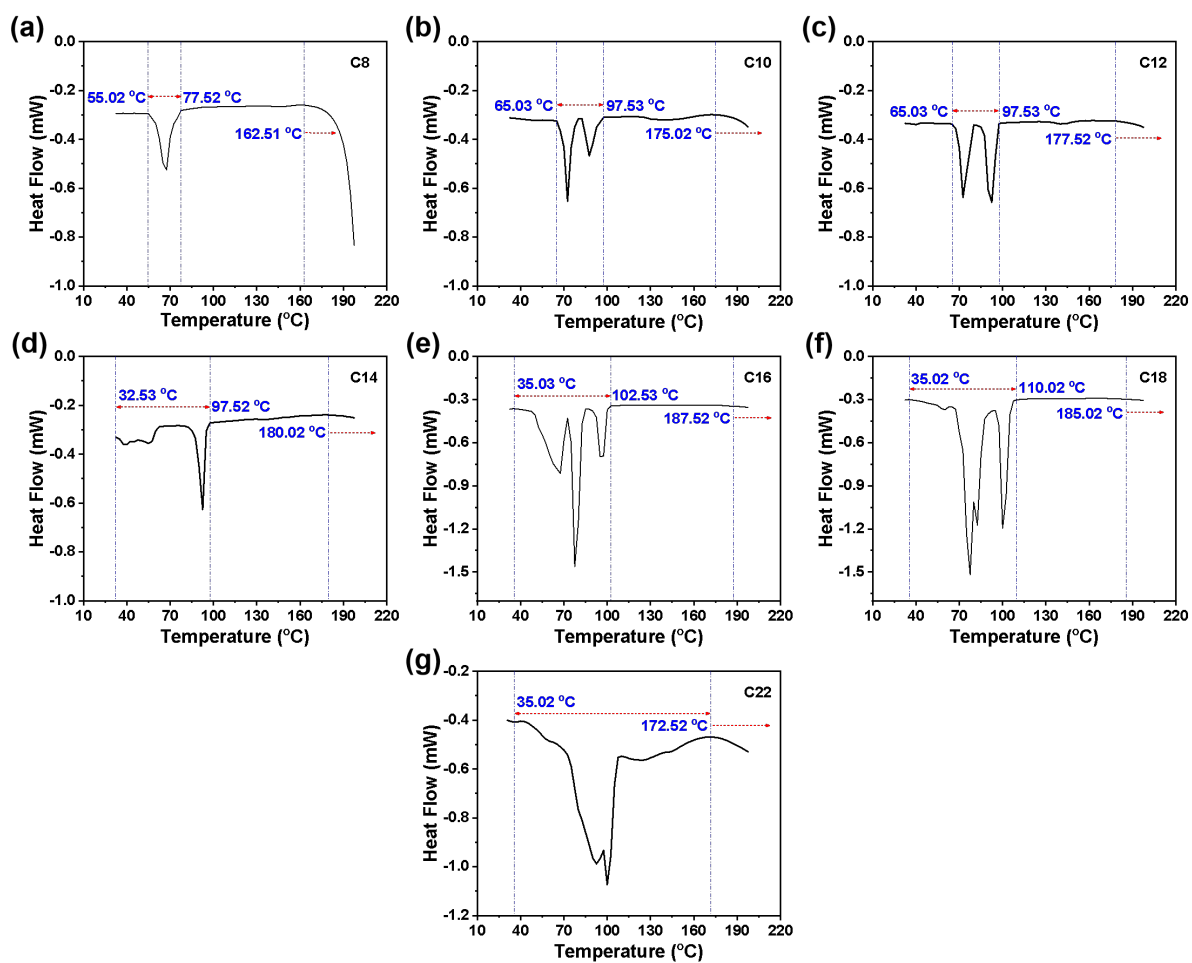 (a)
0.0
-0.2
-0.4
-0.6
-0.8
-1.0
Heat Flow (mW)
C8
55.02 °C
77.52 °C
162.51 °C
10 40 70 100 130 160 190 220
Temperature (°C)
(b)
0.0
-0.2
-0.4
-0.6
-0.8
-1.0
Heat Flow (mW)
C10
65.03 °C
97.53 °C
175.02 °C
10 40 70 100 130 160 190 220
Temperature (°C)
(c)
0.0
-0.2
-0.4
-0.6
-0.8
-1.0
Heat Flow (mW)
C12
65.03 °C
97.53 °C
177.52 °C
10 40 70 100 130 160 190 220
Temperature (°C)
(d)
0.0
-0.2
-0.4
-0.6
-0.8
-1.0
Heat Flow (mW)
C14
32.53 °C
97.52 °C
180.02 °C
10 40 70 100 130 160 190 220
Temperature (°C)
(e)
0.0
-0.3
-0.6
-0.9
-1.2
-1.5
Heat Flow (mW)
C16
35.03 °C
102.53 °C
187.52 °C
10 40 70 100 130 160 190 220
Temperature (°C)
(f)
0.0
-0.3
-0.6
-0.9
-1.2
-1.5
Heat Flow (mW)
C18
35.02 °C
110.02 °C
185.02 °C
10 40 70 100 130 160 190 220
Temperature (°C)
(g)
-0.2
-0.4
-0.6
-0.8
-1.0
-1.2
Heat Flow (mW)
C22
35.02 °C
172.52 °C
10 40 70 100 130 160 190 220
Temperature (°C)